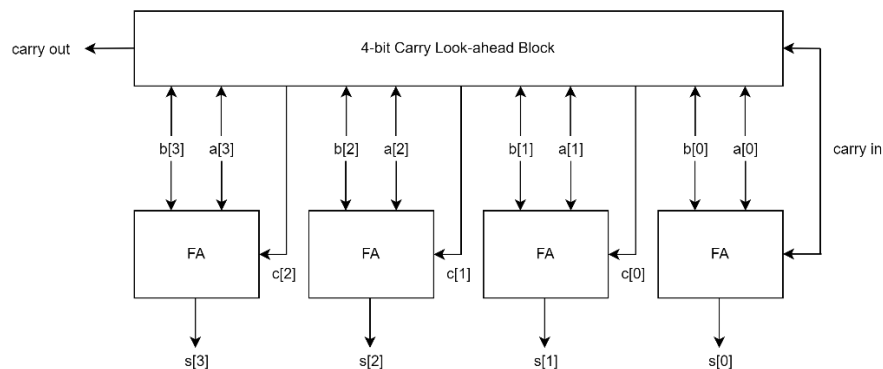 4-bit Carry Look-ahead Block
carry out
b[3] a[3] b[2] a[2] b[1] a[1] b[0] a[0] carry in
FA FA FA FA
c[2] c[1] c[0]
s[3] s[2] s[1] s[0]